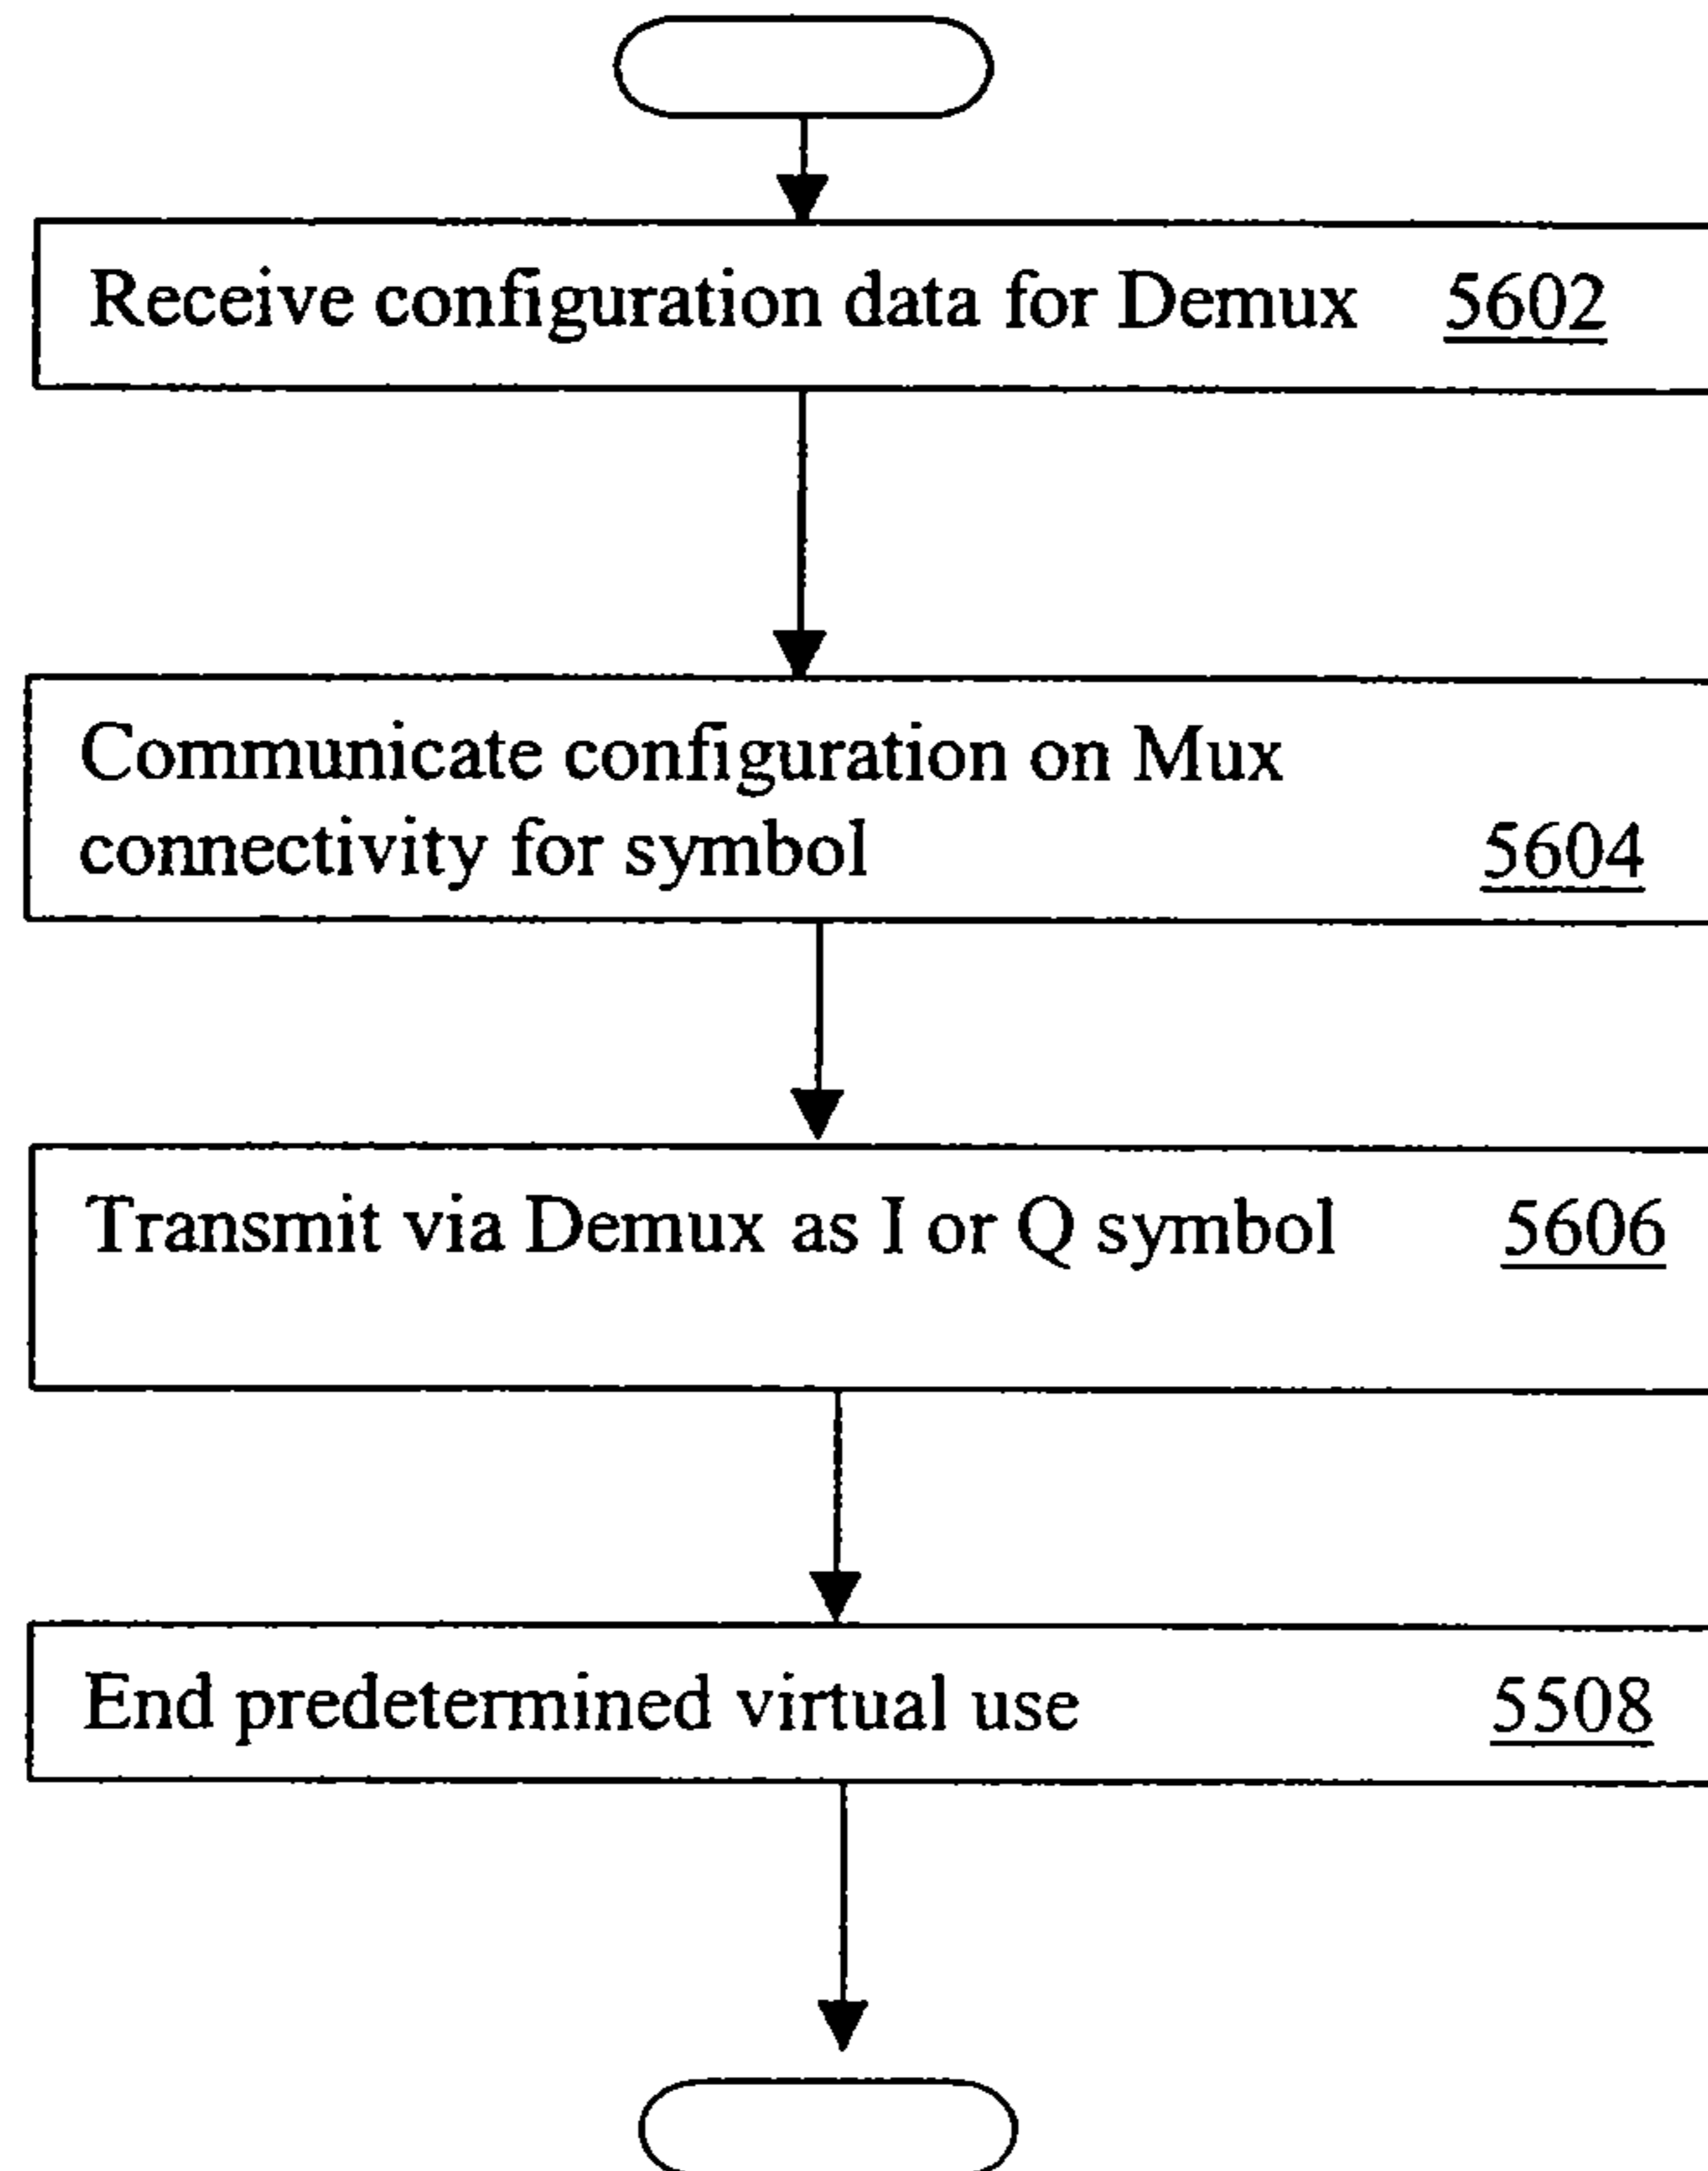 Receive configuration data for Demux 5602
Communicate configuration on Mux
connectivity for symbol 5604
Transmit via Demux as I or Q symbol 5606
End predetermined virtual use 5508